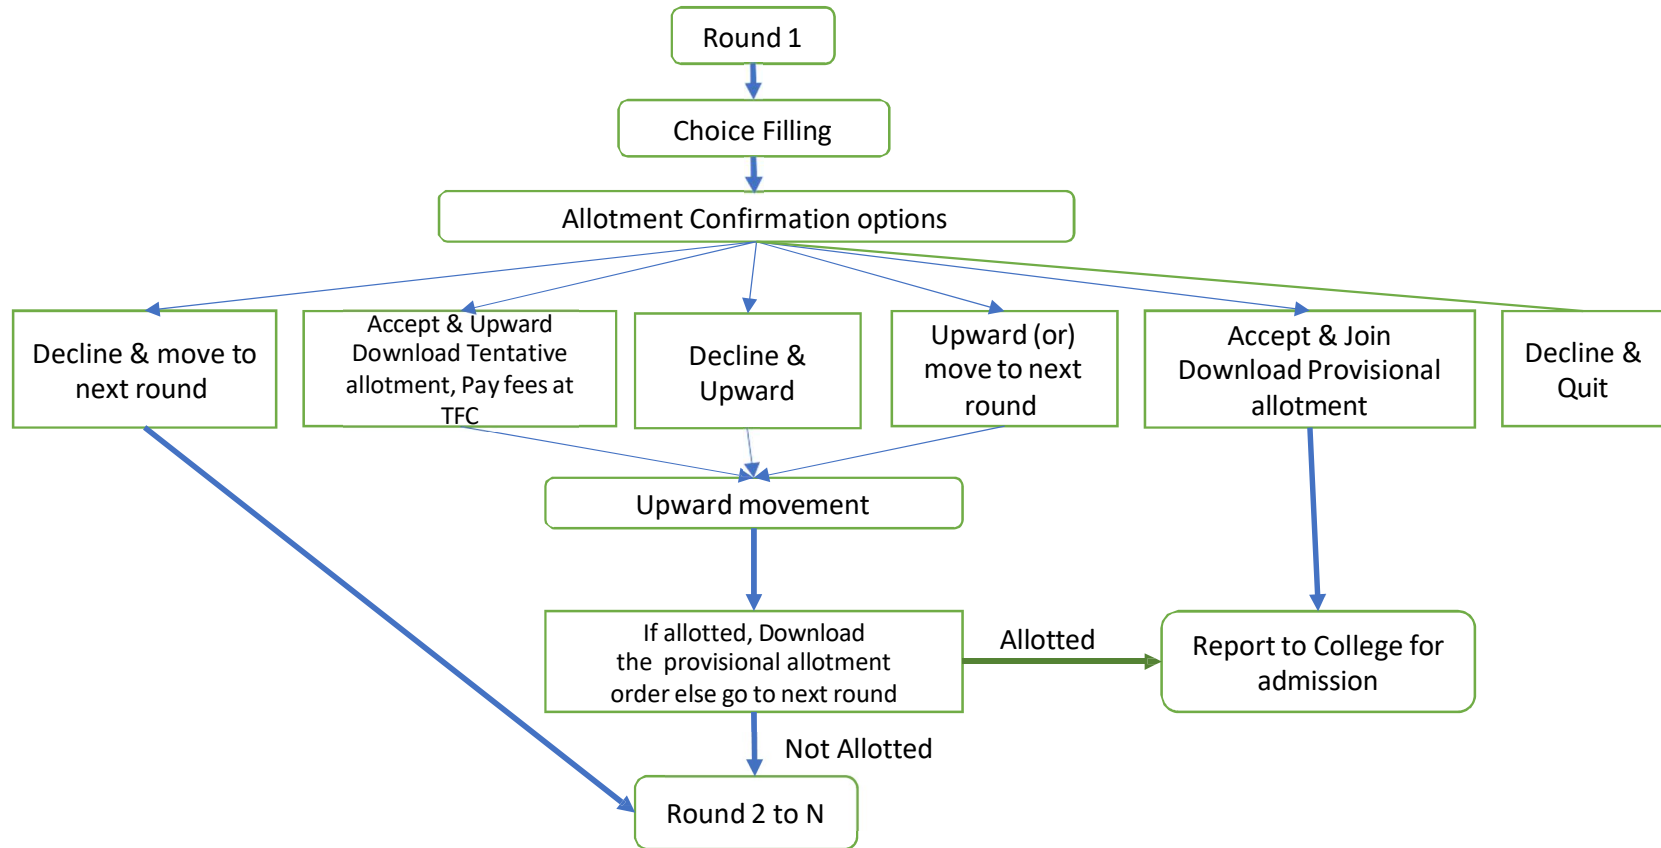 Round 1
Choice Filling
Allotment Confirmation options
Decline & move to
next round
Accept & Upward
Download Tentative
allotment, Pay fees at
TFC
Decline &
Upward
Upward (or)
move to next
round
Accept & Join
Download Provisional
allotment
Decline &
Quit
Upward movement
If allotted, Download
the provisional allotment
order else go to next round
Allotted
Report to College for
admission
Not Allotted
Round 2 to N